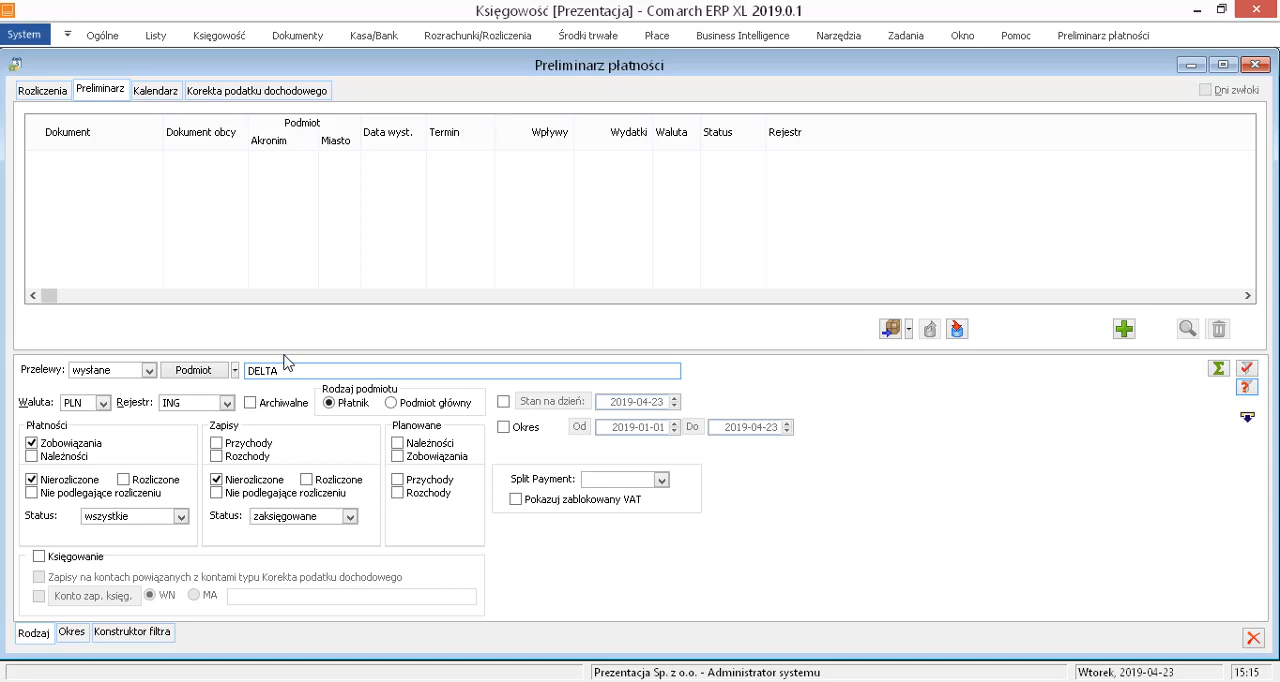 Księgowość [Prezentacja] - Comarch ERP XL 2019.0.1
System Ogólne Listy Księgowość Dokumenty Kasa/Bank Rozrachunki/Rozliczenia Środki trwałe Płace Business Intelligence Narzędzia Zadania Okno Pomoc Preliminarz płatności
Preliminarz płatności
Rozliczenia Preliminarz Kalendarz Korekta podatku dochodowego Dni zwłoki
Dokument Dokument obcy Podmiot Data wyst. Termin Wpływy Wydatki Waluta Status Rejestr
Akronim Miasto
Przelewy: wysłane Podmiot DELTA
Rodzaj podmiotu
Waluta: PLN Rejestr: ING Archiwalne Płatnik Podmiot główny Stan na dzień: 2019-04-23
Płatności Zapisy Planowane Okres Od 2019-01-01 Do 2019-04-23
Zobowiązania Przychody Należności
Należności Rozchody Zobowiązania
Nierozliczone Rozliczone Nierozliczone Rozliczone Przychody Split Payment:
Nie podlegające rozliczeniu Nie podlegające rozliczeniu Rozchody Pokazuj zablokowany VAT
Status: wszystkie Status: zaksięgowane
Księgowanie
Zapisy na kontach powiązanych z kontami typu Korekta podatku dochodowego
Konto zap. księg. WN MA
Rodzaj Okres Konstruktor filtra
Prezentacja Sp. z o.o. - Administrator systemu Wtorek, 2019-04-23 15:15